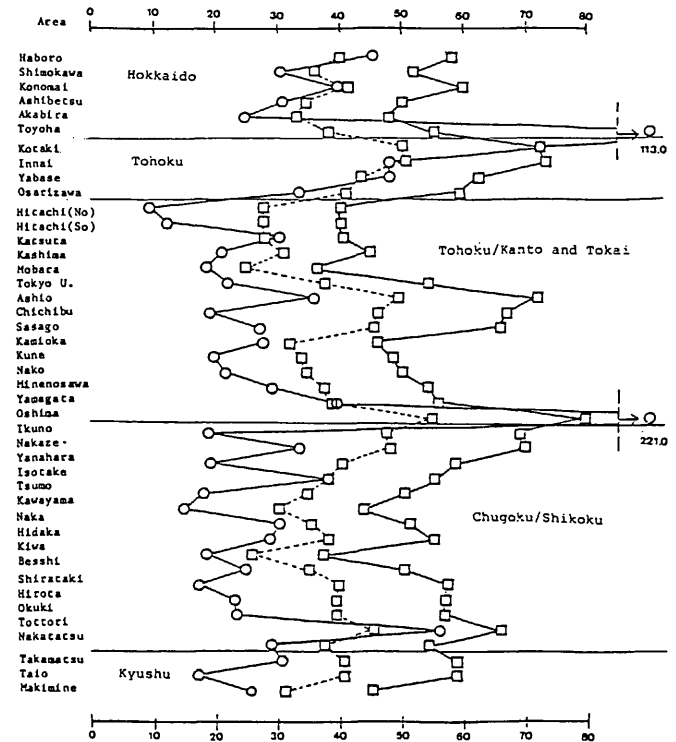 Area 0 10 20 30 40 50 60 70 80
Haboro
Shimokawa
Hokkaido
Konomai
Ashibetsu
Akabira
Toyoha
113.0
Kotaki
Innai
Tohoku
Yabase
Osarizawa
Hitachi(No)
Hitachi(So)
Katsuta
Kashima
Tohoku/Kanto and Tokai
Mobara
Tokyo U.
Ashio
Chichibu
Sasago
Kamioka
Kune
Nako
Minenosawa
Yamagata
Oshima
Ikuno
221.0
Nakaze-
Yanahara
Isotake
Tsumo
Kawayama
Naka
Chugoku/Shikoku
Hidaka
Kiwa
Besshi
Shirataki
Hirota
Okuki
Tottori
Nakatatsu
Takamatsu
Taio
Kyushu
Makimine
0 10 20 30 40 50 60 70 80